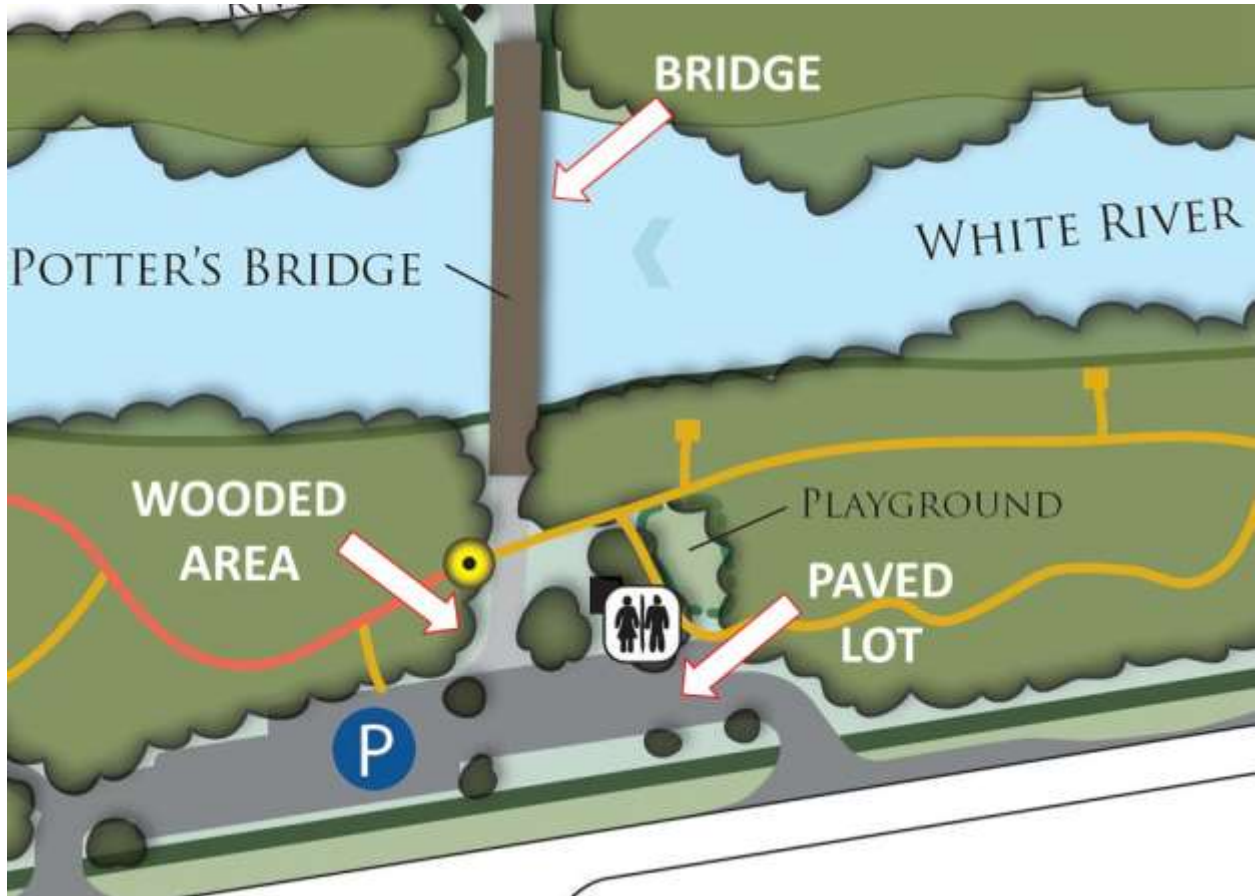 BRIDGE
WHITE RIVER
POTTER'S BRIDGE
WOODED
AREA
PLAYGROUND
PAVED
LOT
P